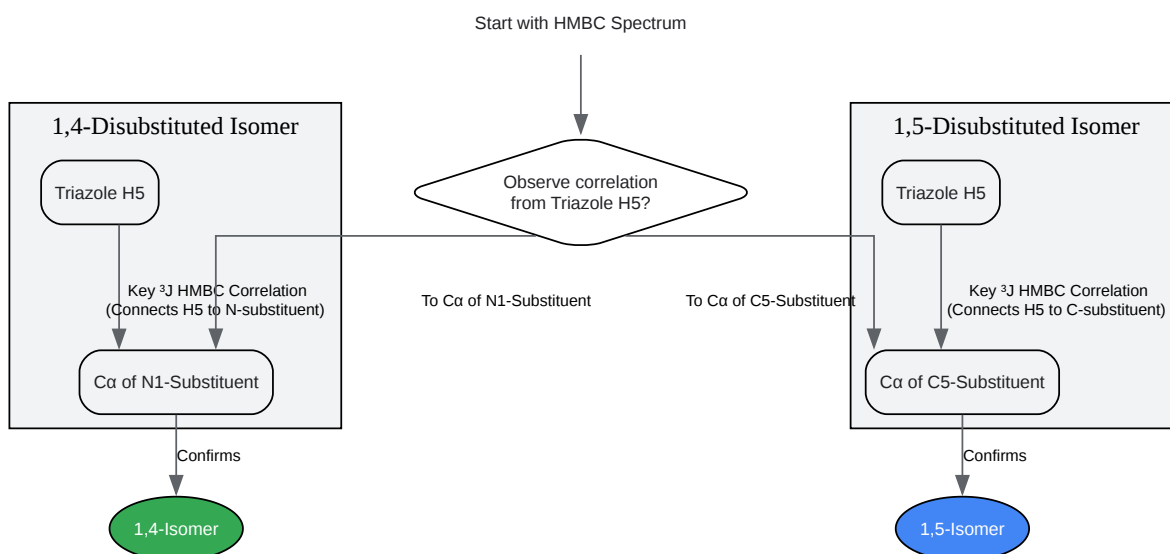 Start with HMBC Spectrum
1,4-Disubstituted Isomer
1,5-Disubstituted Isomer
Triazole H5
Observe correlation
from Triazole H5?
Triazole H5
Key ³J HMBC Correlation
(Connects H5 to N-substituent)
To Cα of N1-Substituent
To Cα of C5-Substituent
Key ³J HMBC Correlation
(Connects H5 to C-substituent)
Cα of N1-Substituent
Cα of C5-Substituent
Confirms
Confirms
1,4-Isomer
1,5-Isomer